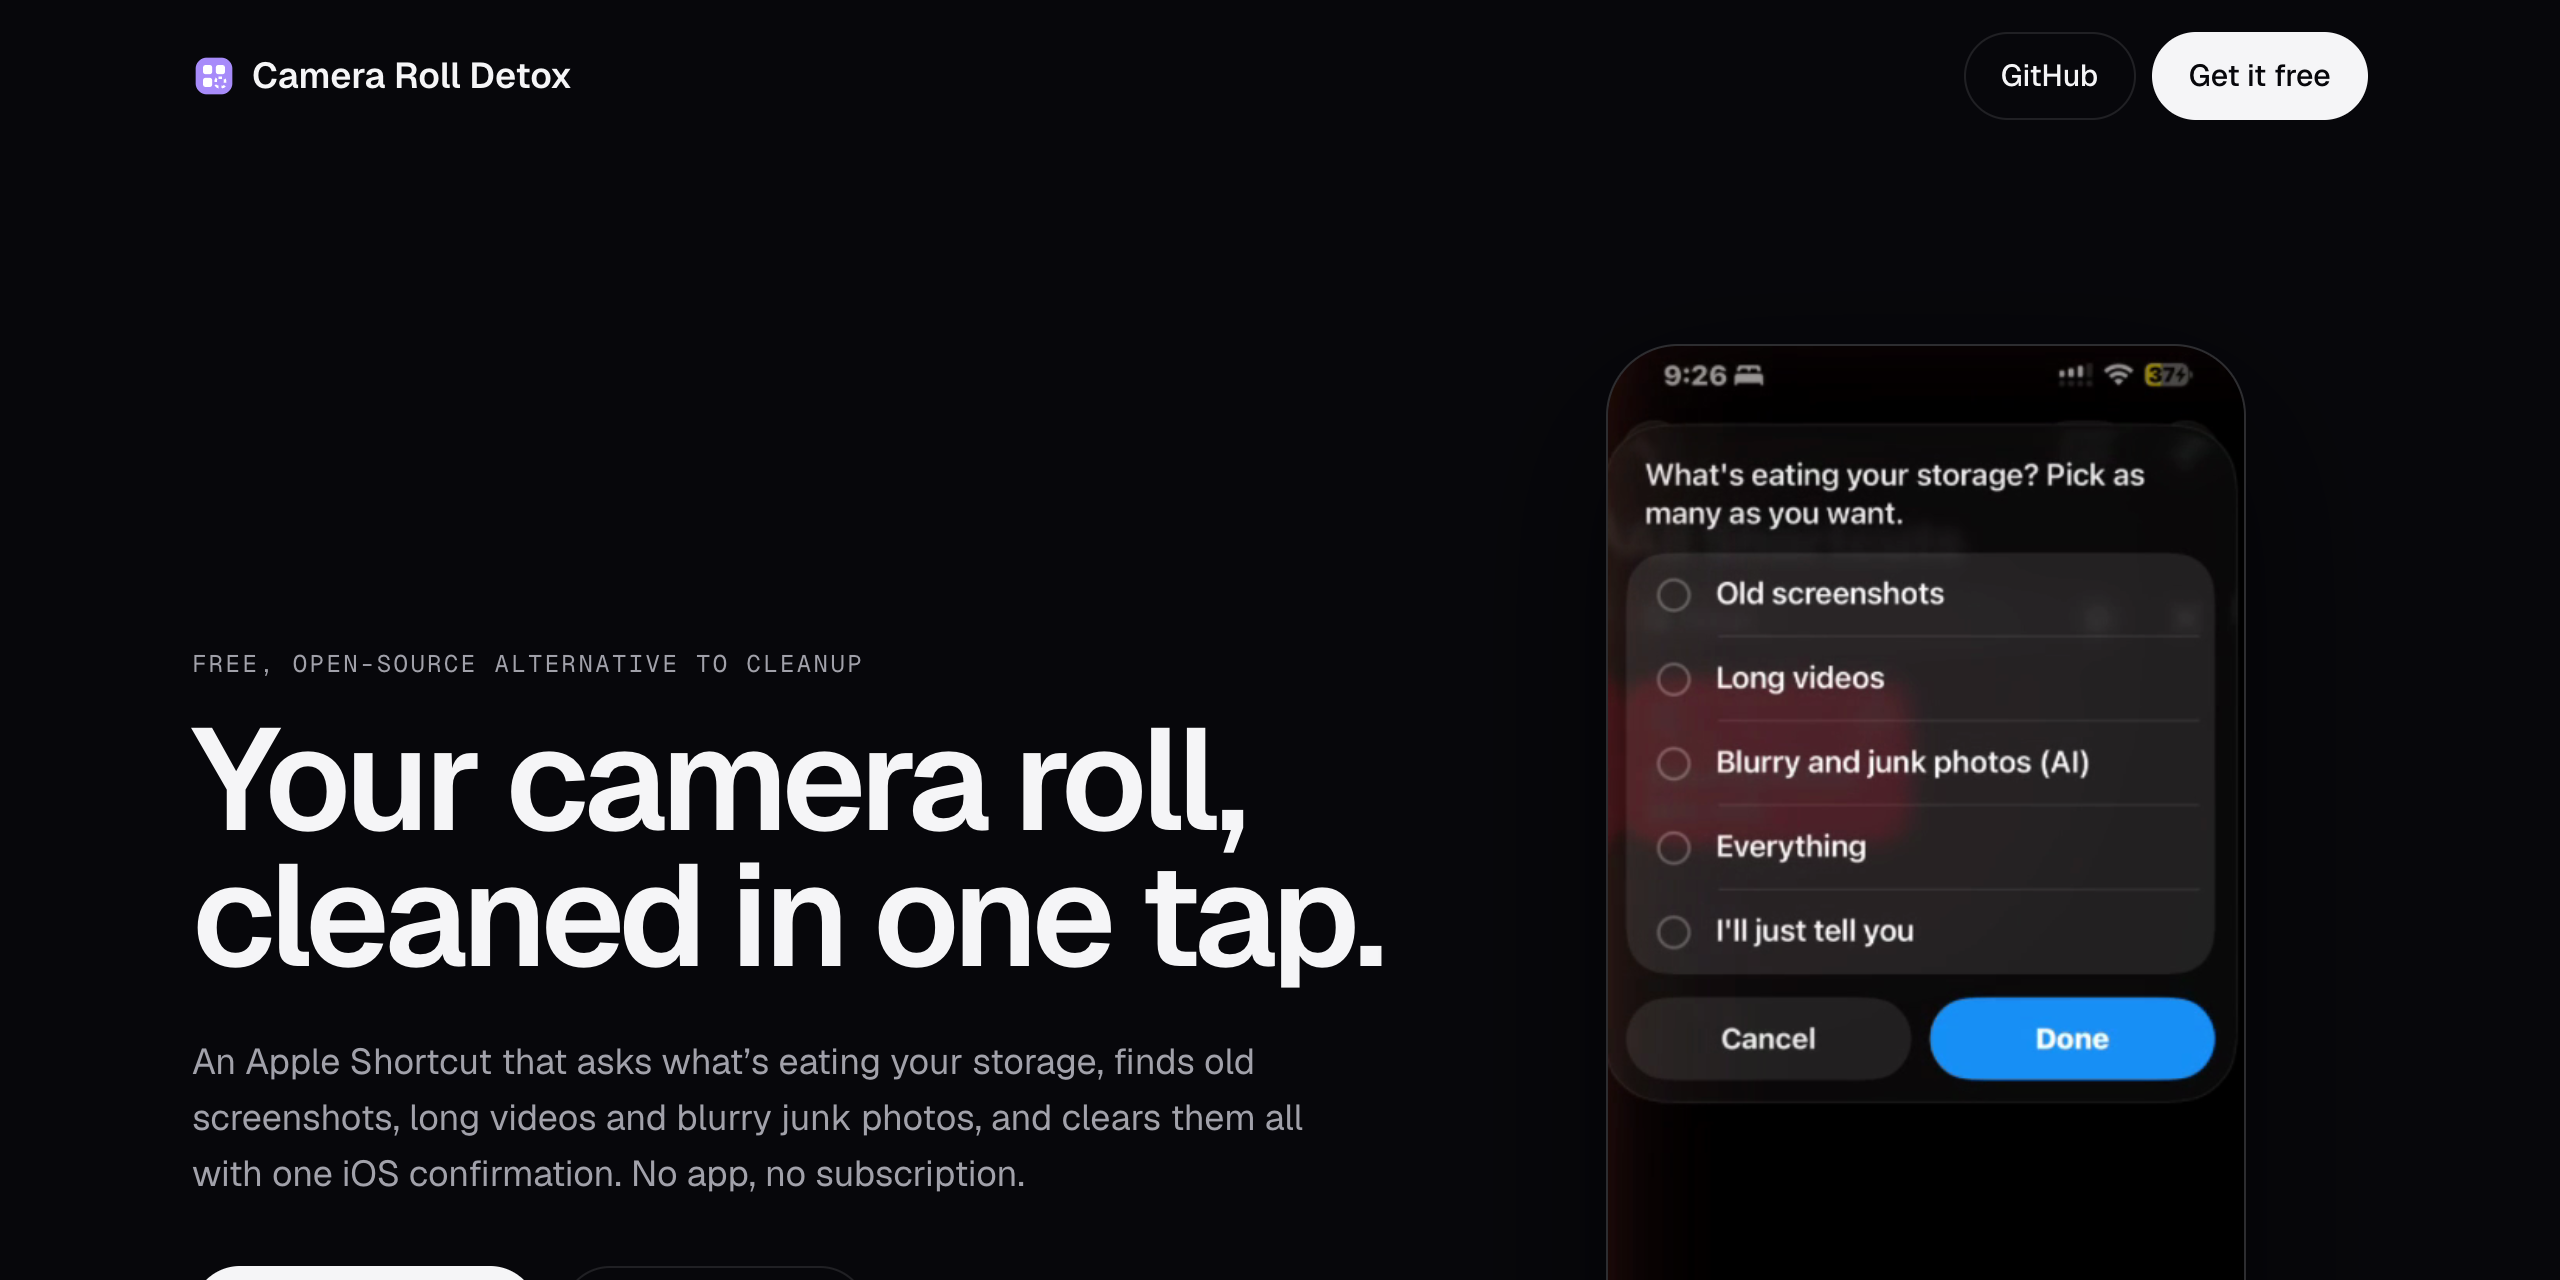 Camera Roll Detox
GitHub
Get it free
FREE, OPEN-SOURCE ALTERNATIVE TO CLEANUP
Your camera roll,
cleaned in one tap.
An Apple Shortcut that asks what’s eating your storage, finds old
screenshots, long videos and blurry junk photos, and clears them all
with one iOS confirmation. No app, no subscription.
9:26
37
What's eating your storage? Pick as
many as you want.
Old screenshots
Long videos
Blurry and junk photos (AI)
Everything
I'll just tell you
Cancel
Done